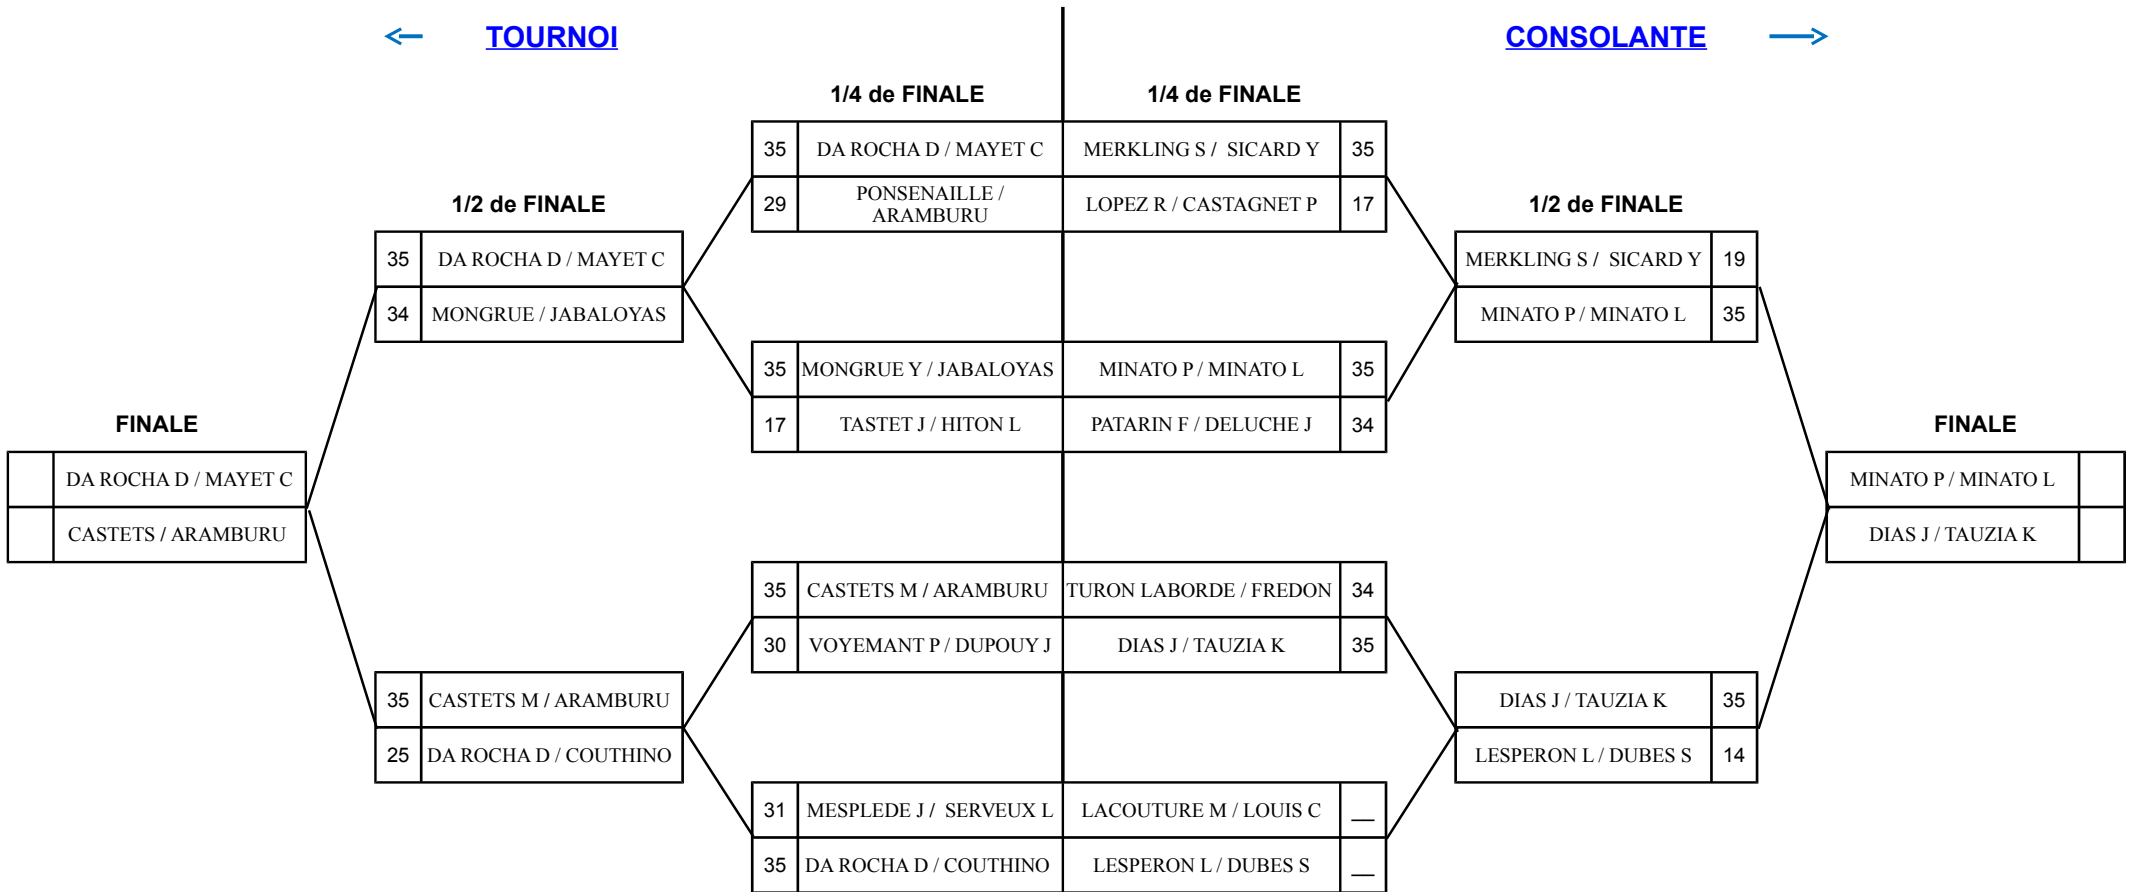 TOURNOI
CONSOLANTE
1/4 de FINALE
1/4 de FINALE
35 DA ROCHA D / MAYET C MERKLING S / SICARD Y 35
29 PONSENAILLE /
ARAMBURU LOPEZ R / CASTAGNET P 17
1/2 de FINALE
1/2 de FINALE
35 DA ROCHA D / MAYET C
MERKLING S / SICARD Y 19
34 MONGRUE / JABALOYAS
MINATO P / MINATO L 35
35 MONGRUE Y / JABALOYAS MINATO P / MINATO L 35
17 TASTET J / HITON L PATARIN F / DELUCHE J 34
FINALE
FINALE
DA ROCHA D / MAYET C
MINATO P / MINATO L
CASTETS / ARAMBURU
DIAS J / TAUZIA K
35 CASTETS M / ARAMBURU TURON LABORDE / FREDON 34
30 VOYEMANT P / DUPOUY J DIAS J / TAUZIA K 35
35 CASTETS M / ARAMBURU
DIAS J / TAUZIA K 35
25 DA ROCHA D / COUTHINO
LESPERON L / DUBES S 14
31 MESPLEDE J / SERVEUX L LACOUTURE M / LOUIS C __
35 DA ROCHA D / COUTHINO LESPERON L / DUBES S __